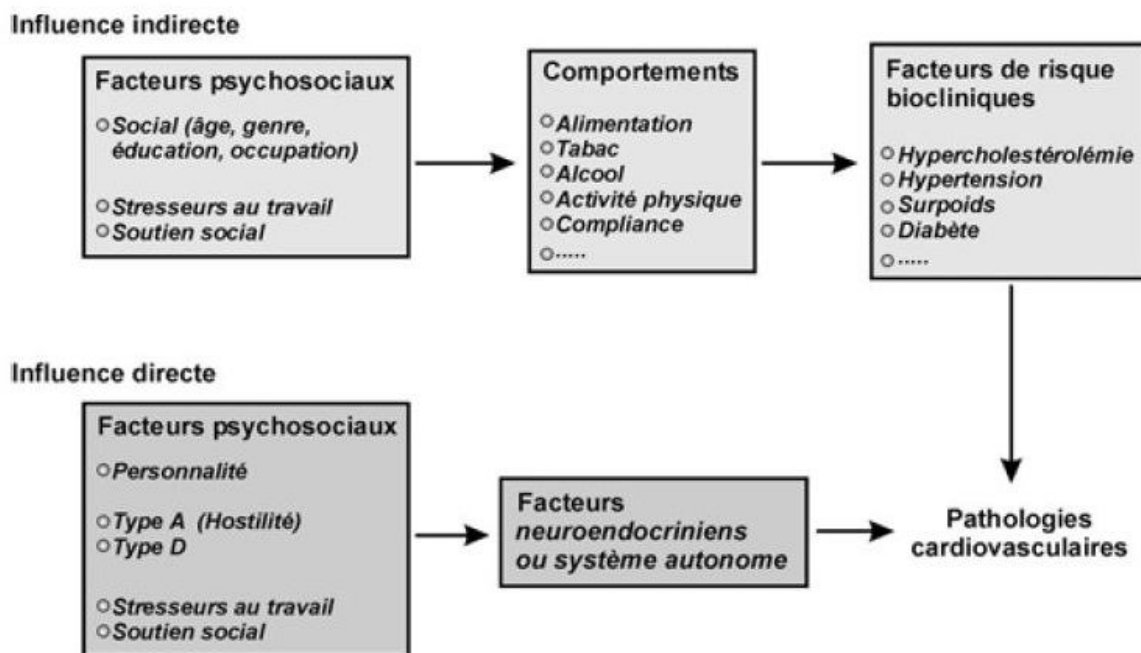 Influence indirecte
Facteurs psychosociaux
Social (âge, genre,
éducation, occupation)
Stresseurs au travail
Soutien social
Comportements
Alimentation
Tabac
Alcool
Activité physique
Compliance
.....
Facteurs de risque
biocliniques
Hypercholestérolémie
Hypertension
Surpoids
Diabète
.....
Influence directe
Facteurs psychosociaux
Personnalité
Type A (Hostilité)
Type D
Stresseurs au travail
Soutien social
Facteurs
neuroendocriniens
ou système autonome
Pathologies
cardiovasculaires